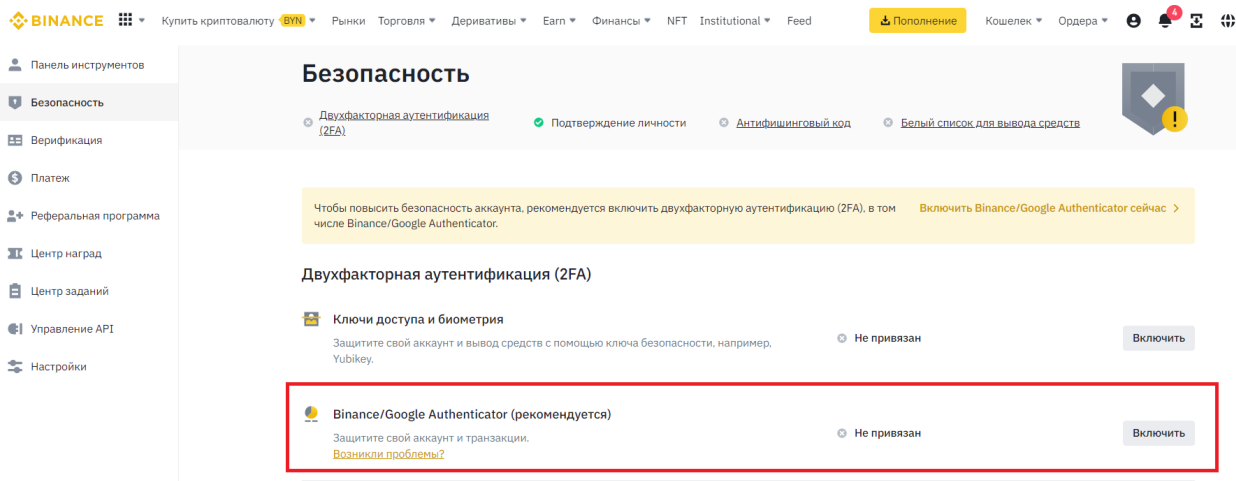 BINANCE Купить криптовалюту BYN Рынки Торговля Деривативы Earn Финансы NFT Institutional Feed Пополнение Кошелек Ордера 4
Панель инструментов
Безопасность
Верификация
Платеж
Реферальная программа
Центр наград
Центр заданий
Управление API
Настройки
Безопасность
Двухфакторная аутентификация
(2FA)
Подтверждение личности
Антифишинговый код
Белый список для вывода средств
Чтобы повысить безопасность аккаунта, рекомендуется включить двухфакторную аутентификацию (2FA), в том
числе Binance/Google Authenticator.
Включить Binance/Google Authenticator сейчас >
Двухфакторная аутентификация (2FA)
Ключи доступа и биометрия
Защитите свой аккаунт и вывод средств с помощью ключа безопасности, например,
Yubikey.
Не привязан
Включить
Binance/Google Authenticator (рекомендуется)
Защитите свой аккаунт и транзакции.
Возникли проблемы?
Не привязан
Включить